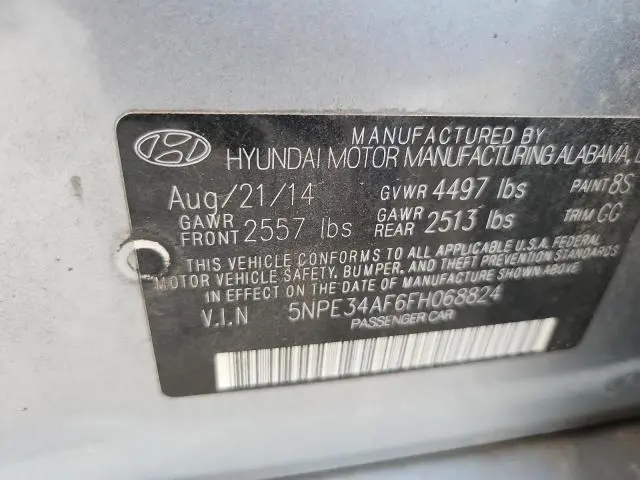 MANUFACTURED BY
HYUNDAI MOTOR MANUFACTURING ALABAMA,
Aug/21/14 GVWR 4497 lbs PAINT 8S
GAWR FRONT 2557 lbs GAWR REAR 2513 lbs TRIM GG
THIS VEHICLE CONFORMS TO ALL APPLICABLE U.S.A. FEDERAL
MOTOR VEHICLE SAFETY, BUMPER, AND THEFT PREVENTION STANDARDS
IN EFFECT ON THE DATE OF MANUFACTURE SHOWN ABOVE
V.I.N 5NPE34AF6FH068824
PASSENGER CAR